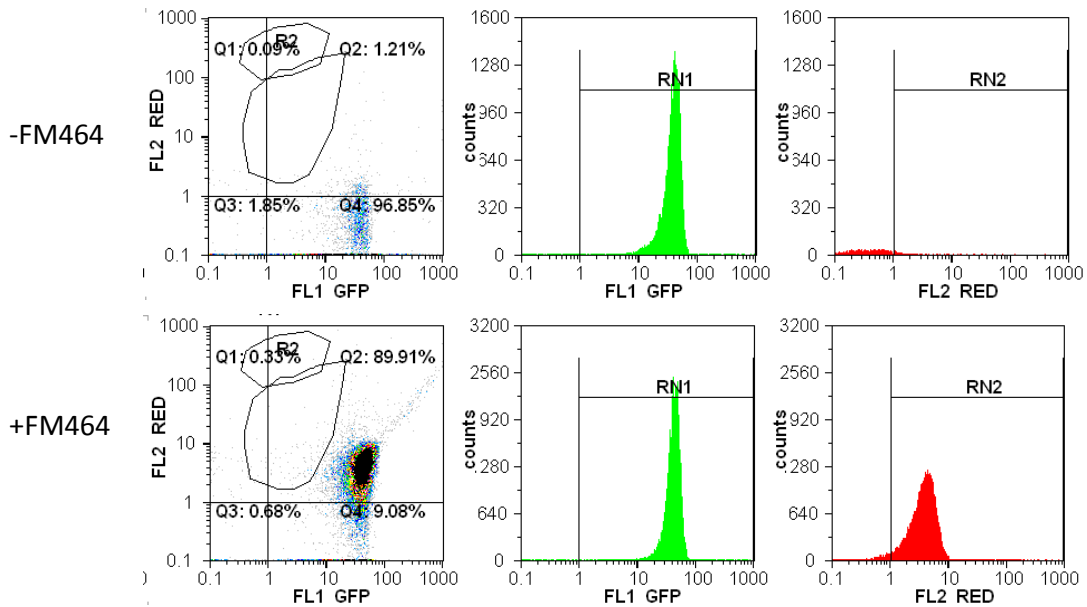 -FM464
FL2 RED
1000
100
10
1
0.1
R2
Q1: 0.09%
Q2: 1.21%
Q3: 1.85%
Q4: 96.85%
0.1 1 10 100 1000
FL1 GFP
counts
1600
1280
960
640
320
0
RN1
0.1 1 10 100 1000
FL1 GFP
counts
1600
1280
960
640
320
0
RN2
0.1 1 10 100 1000
FL2 RED
+FM464
FL2 RED
1000
100
10
1
0.1
R2
Q1: 0.33%
Q2: 89.91%
Q3: 0.68%
Q4: 9.08%
0.1 1 10 100 1000
FL1 GFP
counts
3200
2560
920
280
640
0
RN1
0.1 1 10 100 1000
FL1 GFP
counts
3200
2560
920
280
640
0
RN2
0.1 1 10 100 1000
FL2 RED